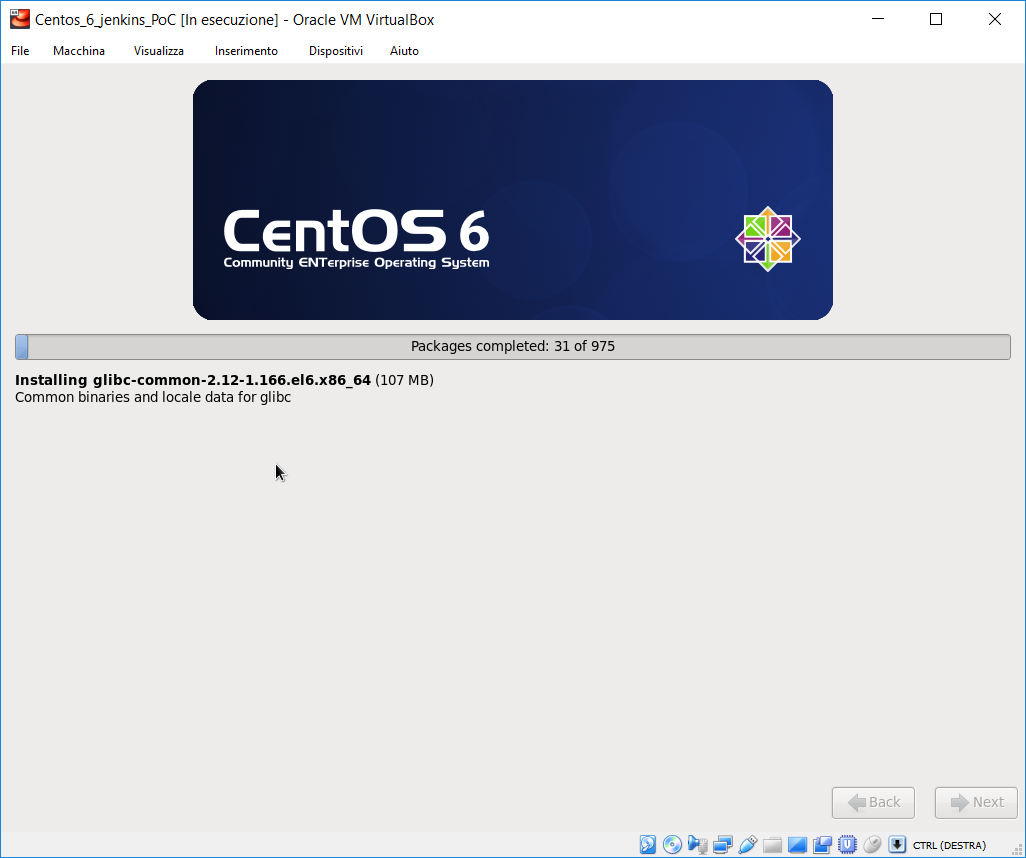 Centos_6_jenkins_PoC [In esecuzione] - Oracle VM VirtualBox
File Macchina Visualizza Inserimento Dispositivi Aiuto
CentOS 6
Community ENTerprise Operating System
Packages completed: 31 of 975
Installing glibc-common-2.12-1.166.el6.x86_64 (107 MB)
Common binaries and locale data for glibc
Back Next
CTRL (DESTRA)